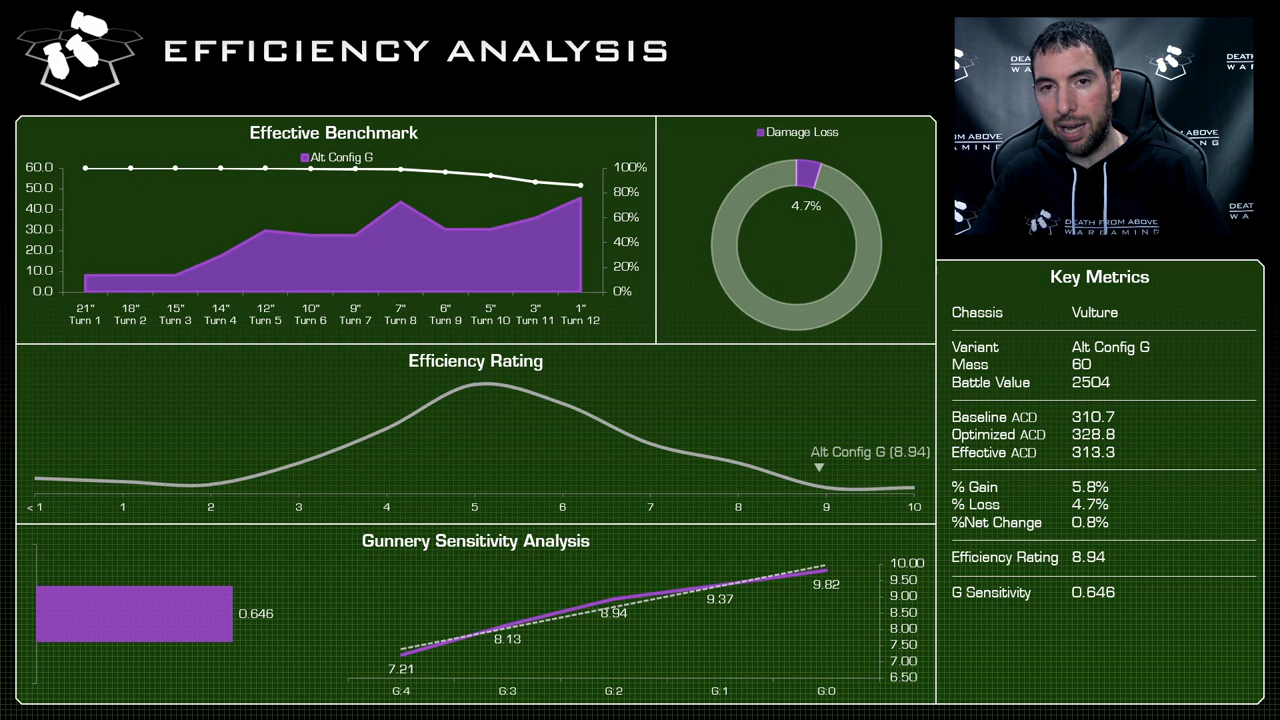 EFFICIENCY ANALYSIS
Effective Benchmark
Alt Config G
60.0
50.0
40.0
30.0
20.0
10.0
0.0
100%
80%
60%
40%
20%
0%
21" 18" 15" 14" 12" 10" 9" 7" 6" 5" 3" 1"
Turn 1 Turn 2 Turn 3 Turn 4 Turn 5 Turn 6 Turn 7 Turn 8 Turn 9 Turn 10 Turn 11 Turn 12
Damage Loss
4.7%
DEATH FROM ABOVE
WARGAMING
Efficiency Rating
Alt Config G (8.94)
<1 1 2 3 4 5 6 7 8 9 10
Gunnery Sensitivity Analysis
0.646
7.21
8.13
8.94
9.37
9.82
10.00
9.50
9.00
8.50
8.00
7.50
7.00
6.50
G:4 G:3 G:2 G:1 G:0
Key Metrics
Chassis Vulture
Variant Alt Config G
Mass 60
Battle Value 2504
Baseline ACD 310.7
Optimized ACD 328.8
Effective ACD 313.3
% Gain 5.8%
% Loss 4.7%
%Net Change 0.8%
Efficiency Rating 8.94
G Sensitivity 0.646